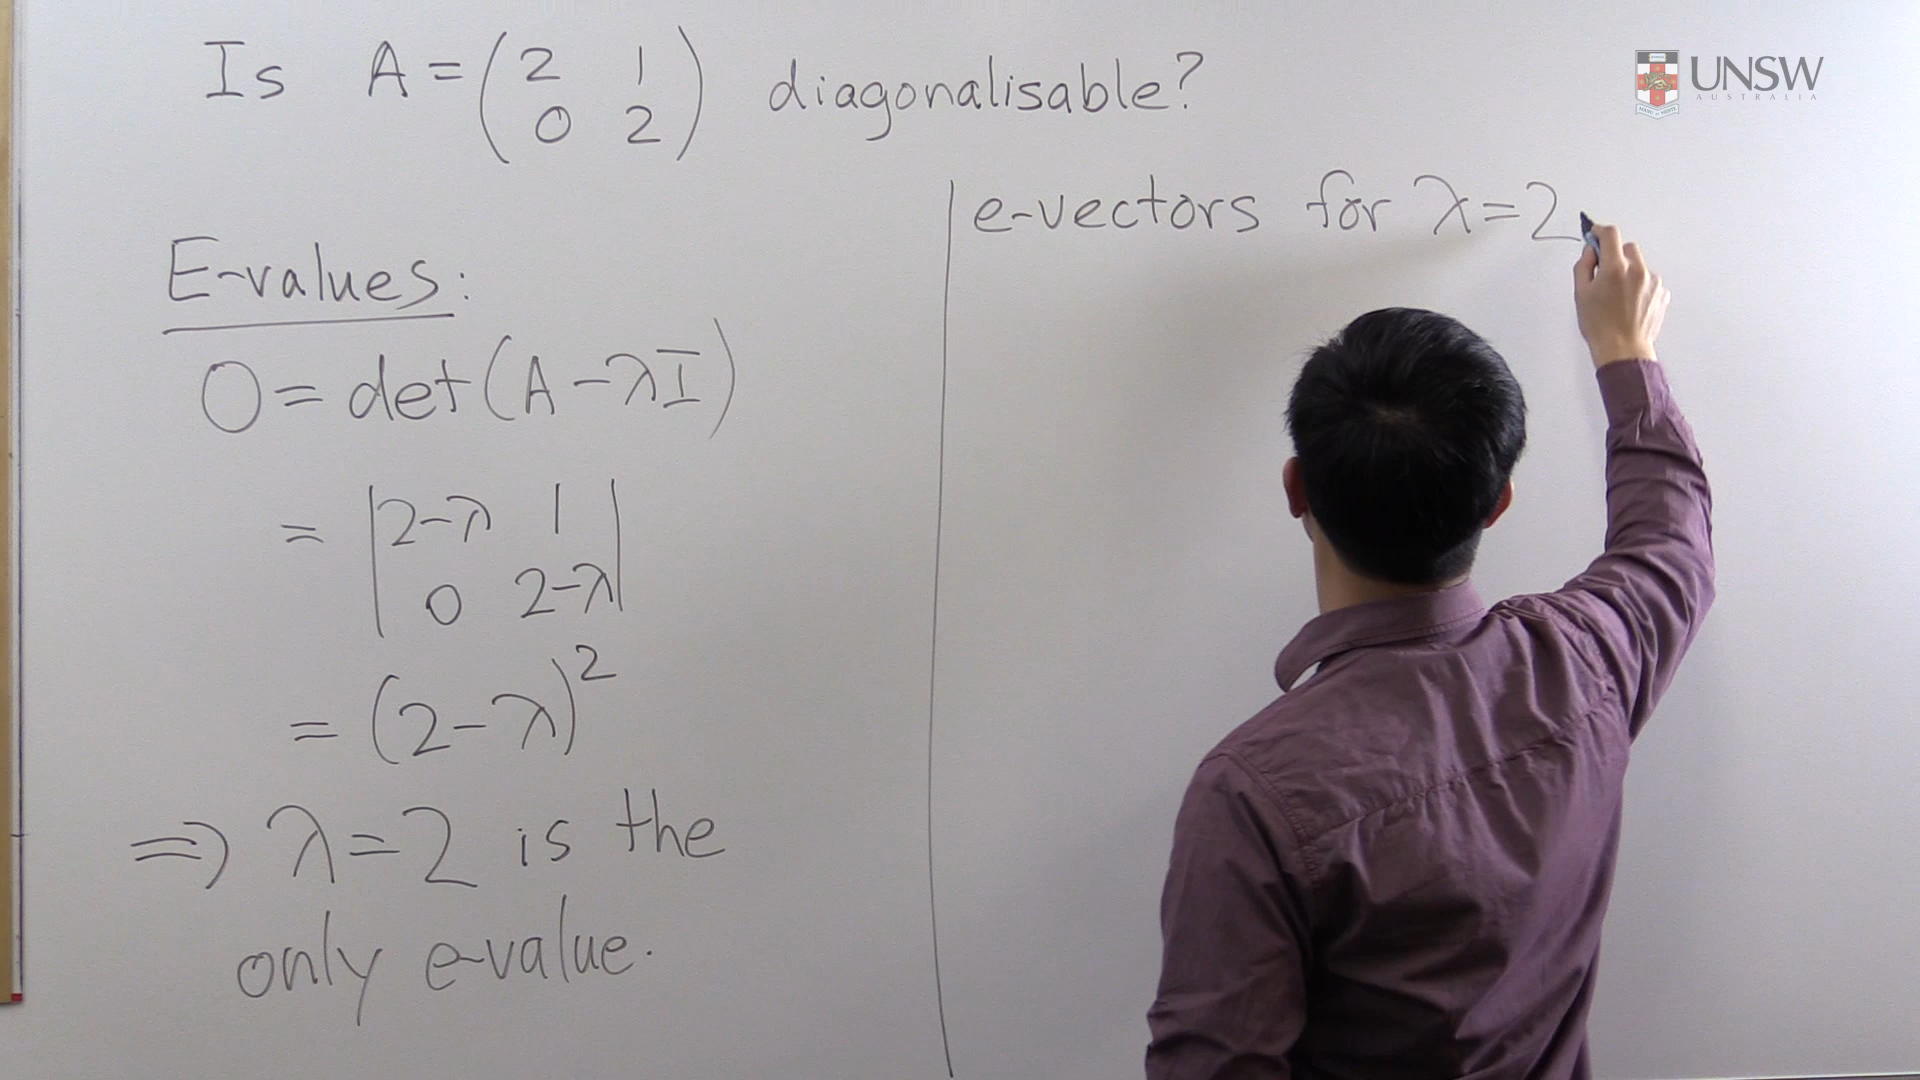 Is A = (2 1
0 2) diagonalisable?
UNSW
AUSTRALIA
E-values:
0 = det(A - λI)
= |2-λ 1
0 2-λ|
= (2-λ)²
⇒ λ=2 is the
only e-value.
e-vectors for λ=2